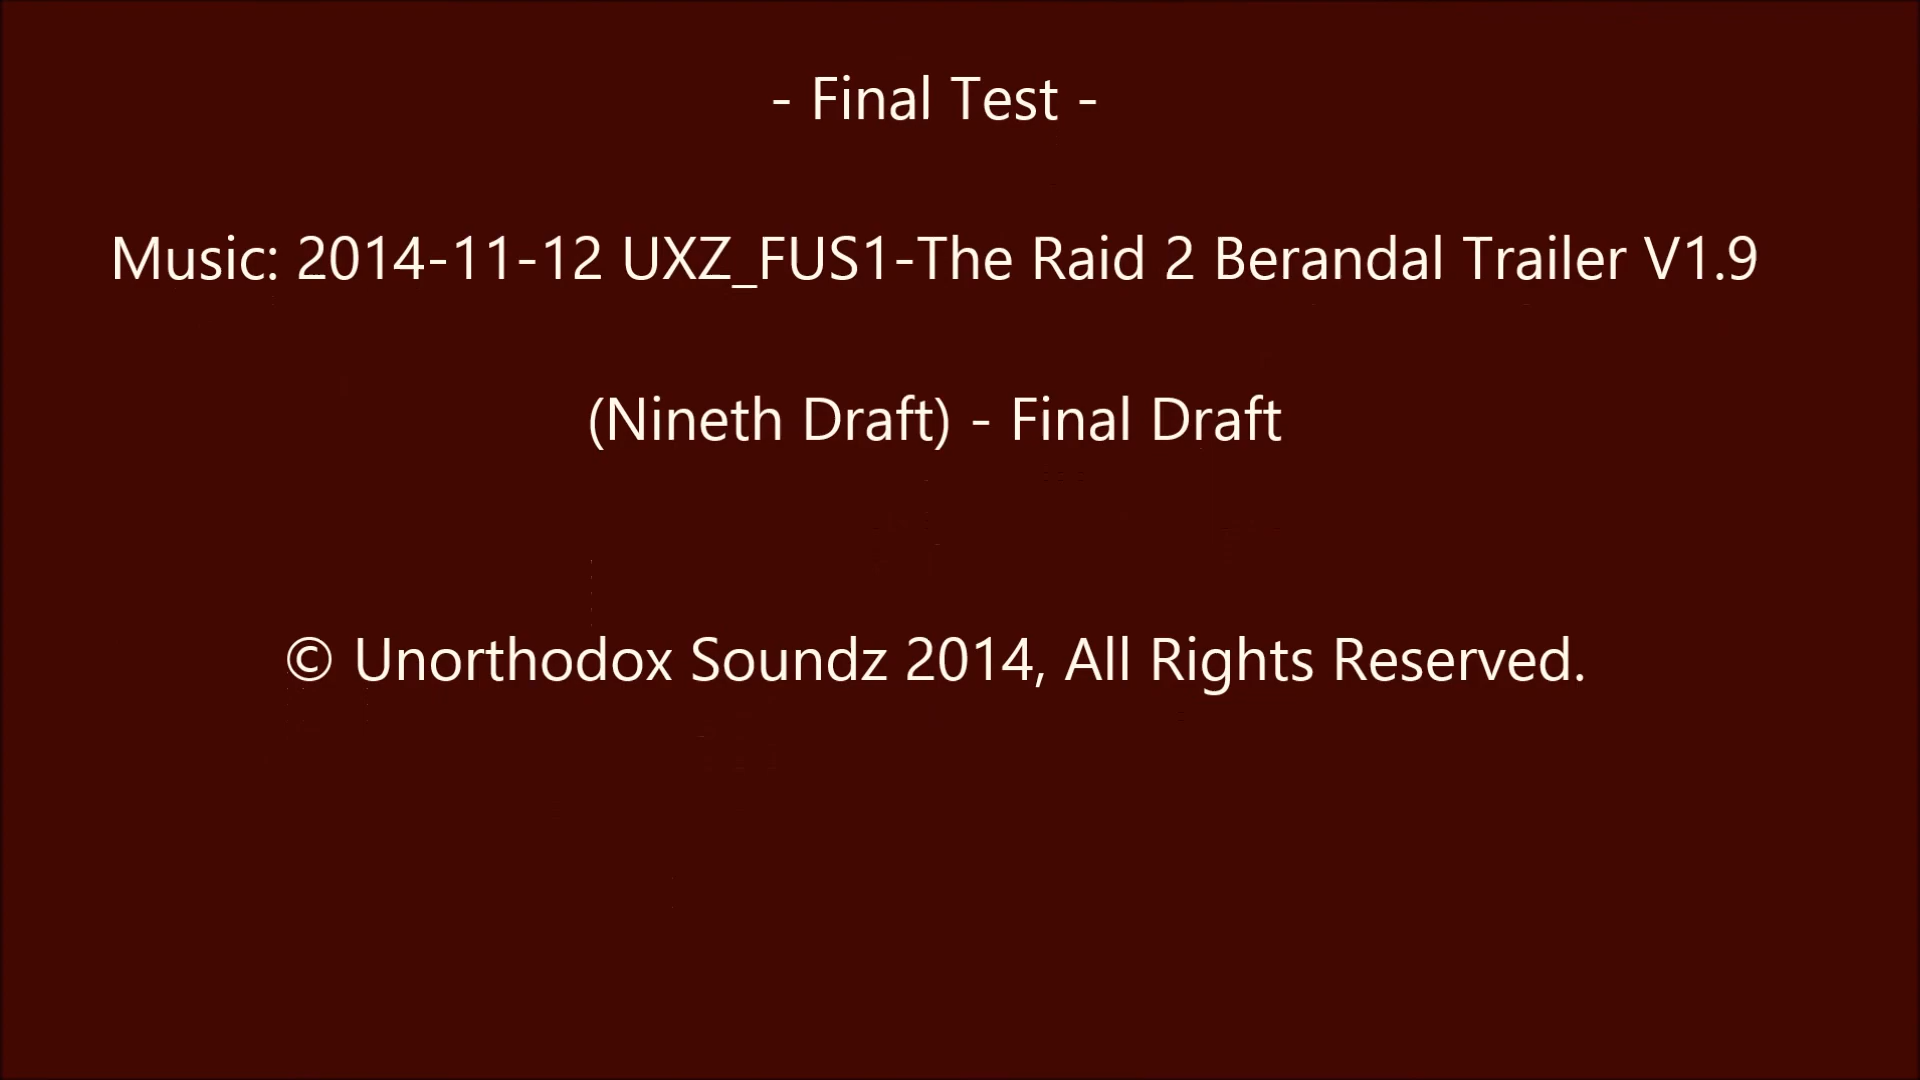 - Final Test -
Music: 2014-11-12 UXZ_FUS1-The Raid 2 Berandal Trailer V1.9
(Nineth Draft) - Final Draft
© Unorthodox Soundz 2014, All Rights Reserved.